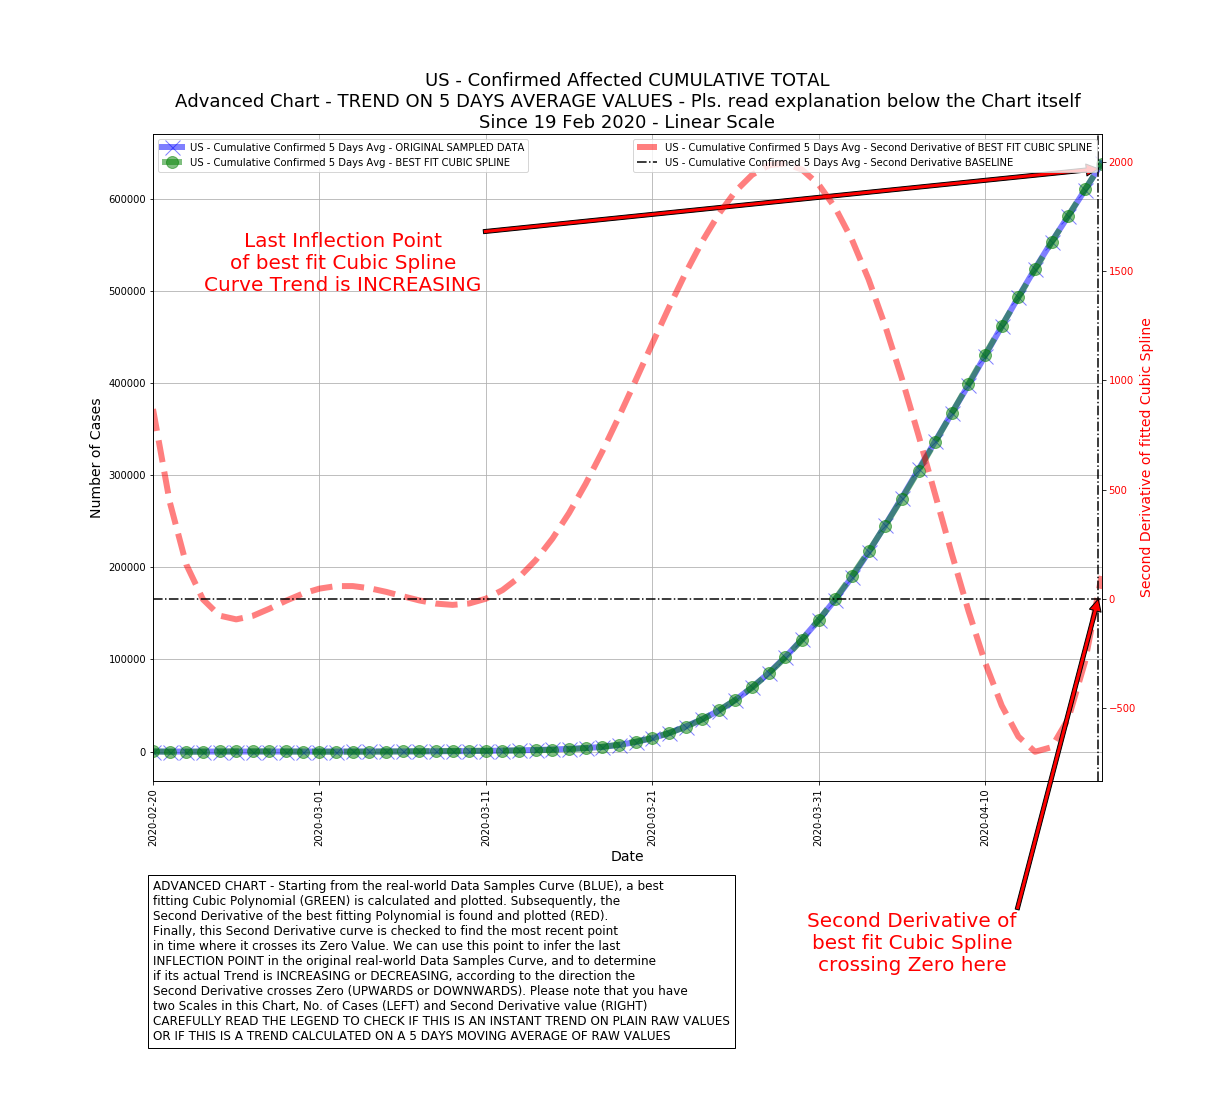 US - Confirmed Affected CUMULATIVE TOTAL
Advanced Chart - TREND ON 5 DAYS AVERAGE VALUES - Pls. read explanation below the Chart itself
Since 19 Feb 2020 - Linear Scale
US - Cumulative Confirmed 5 Days Avg - ORIGINAL SAMPLED DATA
US - Cumulative Confirmed 5 Days Avg - BEST FIT CUBIC SPLINE
US - Cumulative Confirmed 5 Days Avg - Second Derivative of BEST FIT CUBIC SPLINE
US - Cumulative Confirmed 5 Days Avg - Second Derivative BASELINE
Last Inflection Point
of best fit Cubic Spline
Curve Trend is INCREASING
Number of Cases
600000
500000
400000
300000
200000
100000
0
2000
1500
1000
500
0
−500
Second Derivative of fitted Cubic Spline
2020-02-20
2020-03-01
2020-03-11
2020-03-21
2020-03-31
2020-04-10
Date
ADVANCED CHART - Starting from the real-world Data Samples Curve (BLUE), a best
fitting Cubic Polynomial (GREEN) is calculated and plotted. Subsequently, the
Second Derivative of the best fitting Polynomial is found and plotted (RED).
Finally, this Second Derivative curve is checked to find the most recent point
in time where it crosses its Zero Value. We can use this point to infer the last
INFLECTION POINT in the original real-world Data Samples Curve, and to determine
if its actual Trend is INCREASING or DECREASING, according to the direction the
Second Derivative crosses Zero (UPWARDS or DOWNWARDS). Please note that you have
two Scales in this Chart, No. of Cases (LEFT) and Second Derivative value (RIGHT)
CAREFULLY READ THE LEGEND TO CHECK IF THIS IS AN INSTANT TREND ON PLAIN RAW VALUES
OR IF THIS IS A TREND CALCULATED ON A 5 DAYS MOVING AVERAGE OF RAW VALUES
Second Derivative of
best fit Cubic Spline
crossing Zero here